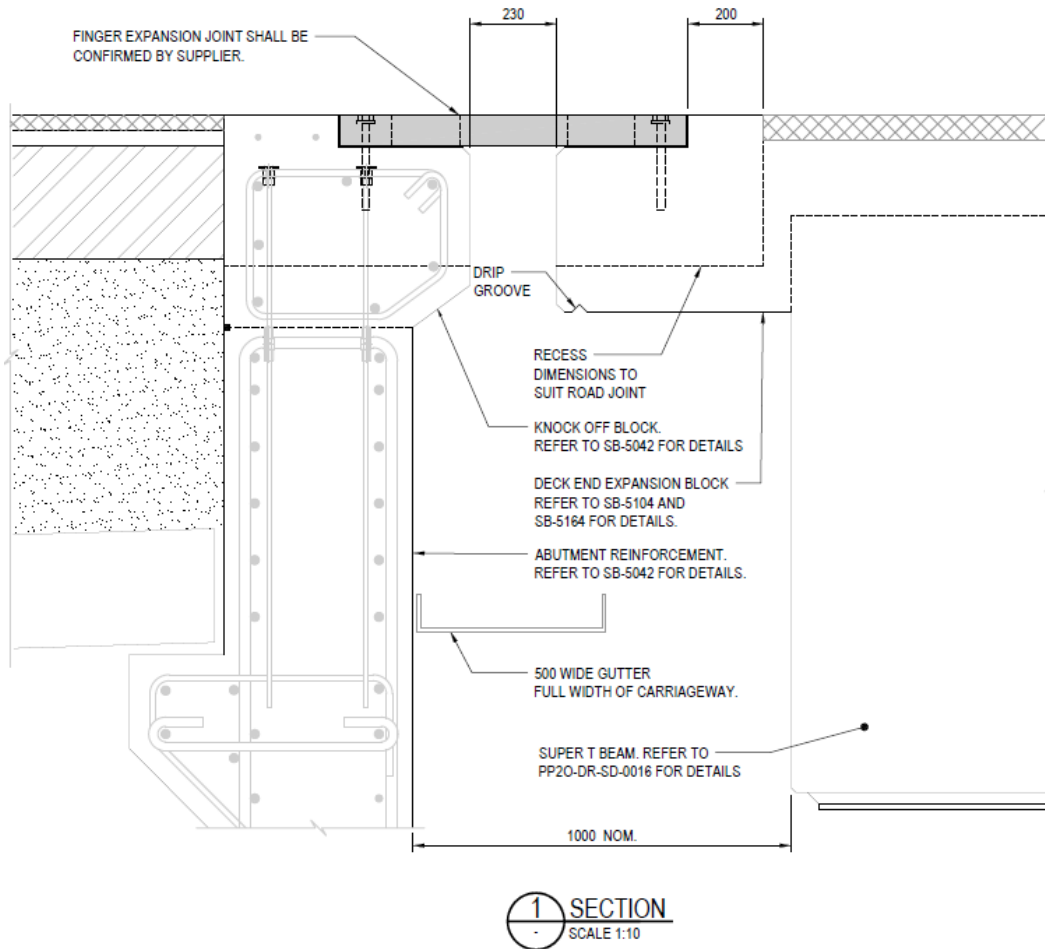 230
200
FINGER EXPANSION JOINT SHALL BE
CONFIRMED BY SUPPLIER.
DRIP
GROOVE
RECESS
DIMENSIONS TO
SUIT ROAD JOINT
KNOCK OFF BLOCK.
REFER TO SB-5042 FOR DETAILS
DECK END EXPANSION BLOCK
REFER TO SB-5104 AND
SB-5164 FOR DETAILS.
ABUTMENT REINFORCEMENT.
REFER TO SB-5042 FOR DETAILS.
500 WIDE GUTTER
FULL WIDTH OF CARRIAGEWAY.
SUPER T BEAM. REFER TO
PP2O-DR-SD-0016 FOR DETAILS
1000 NOM.
1 SECTION
- SCALE 1:10